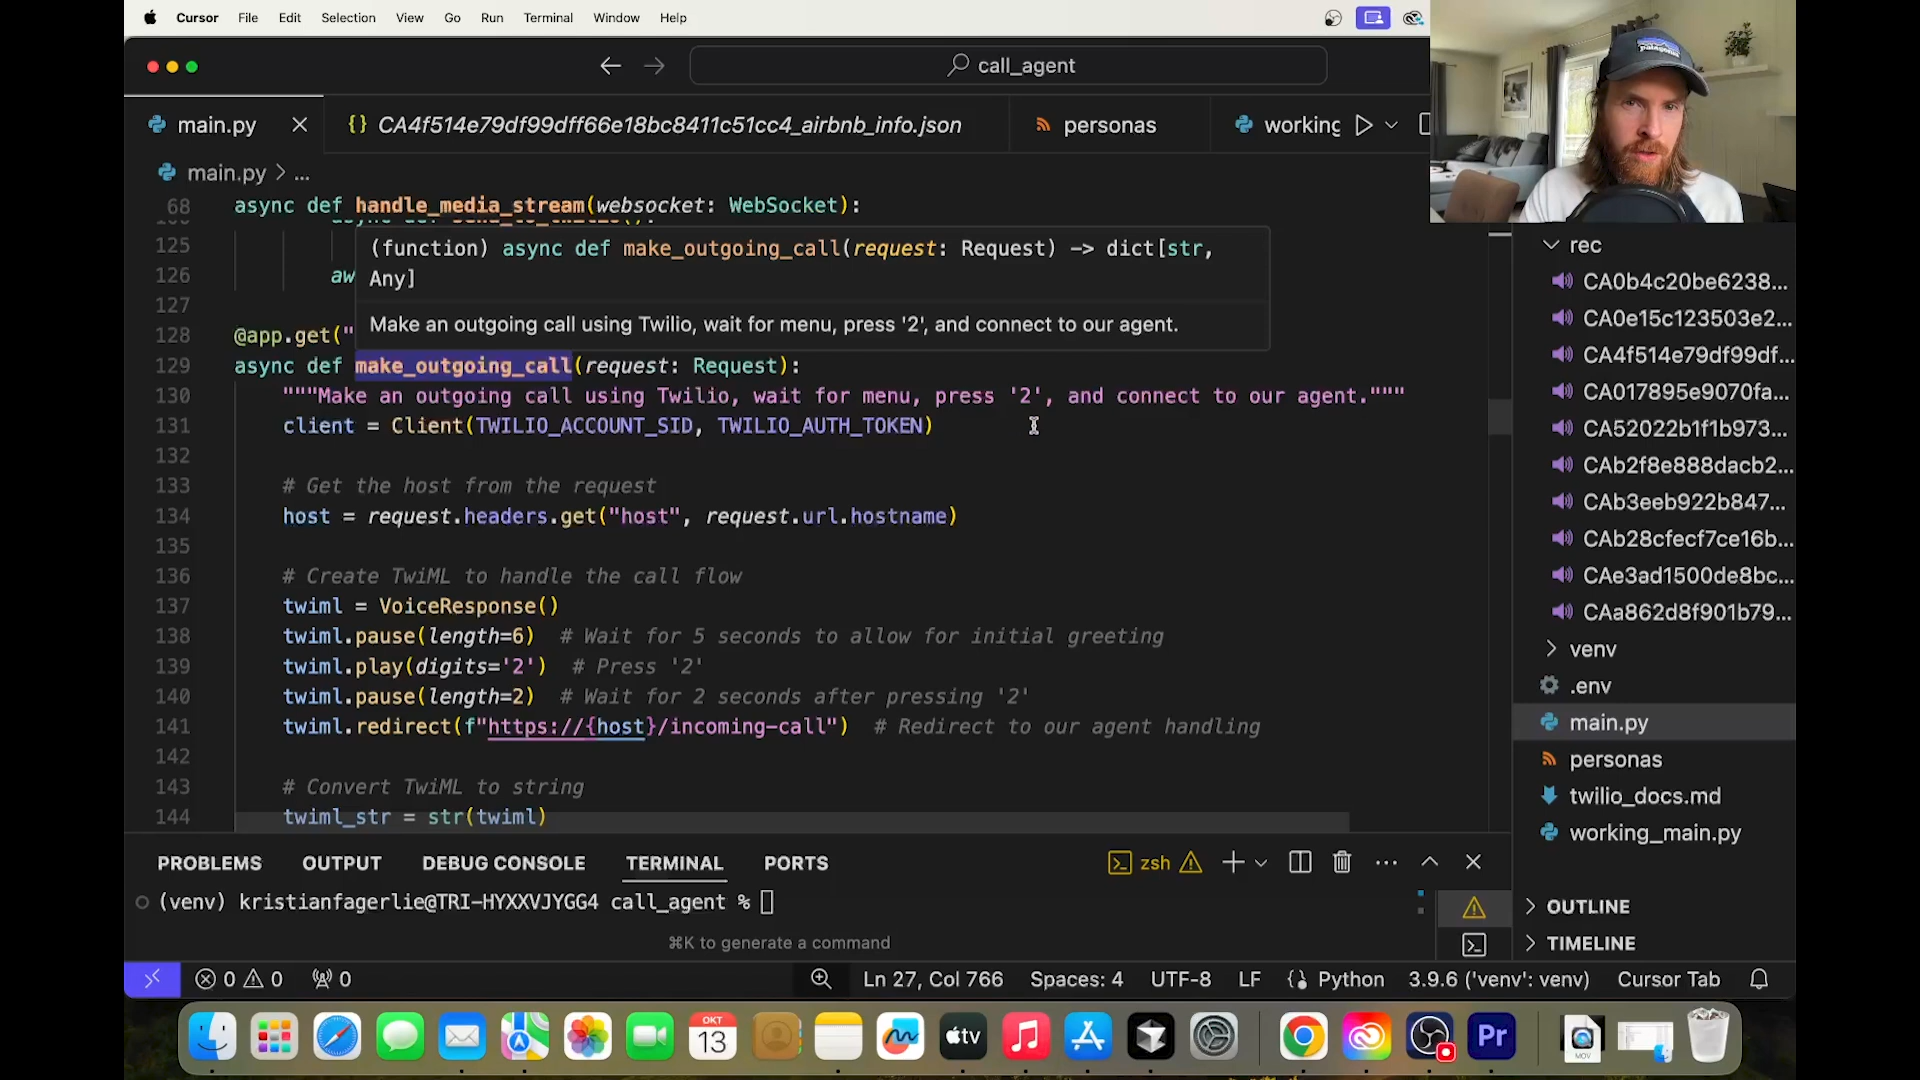 Cursor File Edit Selection View Go Run Terminal Window Help
call_agent
main.py
{} CA4f514e79df99dff66e18bc8411c51cc4_airbnb_info.json
personas
working
main.py > ...
68 async def handle_media_stream(websocket: WebSocket):
125
(function) async def make_outgoing_call(request: Request) -> dict[str,
Any]
126 aw
127
Make an outgoing call using Twilio, wait for menu, press '2', and connect to our agent.
128 @app.get("
129 async def make_outgoing_call(request: Request):
130 """Make an outgoing call using Twilio, wait for menu, press '2', and connect to our agent."""
131 client = Client(TWILIO_ACCOUNT_SID, TWILIO_AUTH_TOKEN)
132
133 # Get the host from the request
134 host = request.headers.get("host", request.url.hostname)
135
136 # Create TwiML to handle the call flow
137 twiml = VoiceResponse()
138 twiml.pause(length=6) # Wait for 5 seconds to allow for initial greeting
139 twiml.play(digits='2') # Press '2'
140 twiml.pause(length=2) # Wait for 2 seconds after pressing '2'
141 twiml.redirect(f"https://{host}/incoming-call") # Redirect to our agent handling
142
143 # Convert TwiML to string
144 twiml_str = str(twiml)
rec
CA0b4c20be6238...
CA0e15c123503e2...
CA4f514e79df99df...
CA017895e9070fa...
CA52022b1f1b973...
CAb2f8e888dacb2...
CAb3eeb922b847...
CAb28cfecf7ce16b...
CAe3ad1500de8bc...
CAa862d8f901b79...
venv
.env
main.py
personas
twilio_docs.md
working_main.py
OUTLINE
TIMELINE
PROBLEMS OUTPUT DEBUG CONSOLE TERMINAL PORTS
zsh
(venv) kristianfagerlie@TRI-HYXXVJYGG4 call_agent %
⌘K to generate a command
0 0 0
Ln 27, Col 766 Spaces: 4 UTF-8 LF {} Python 3.9.6 ('venv': venv) Cursor Tab
OKT
13
tv
Pr
MOV
patagonia